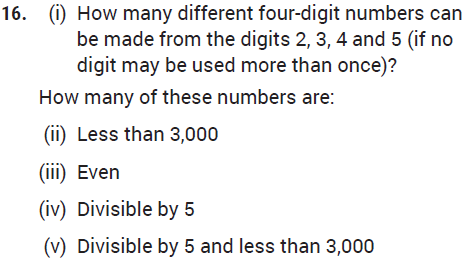 16. (i) How many different four-digit numbers can
be made from the digits 2, 3, 4 and 5 (if no
digit may be used more than once)?
How many of these numbers are:
(ii) Less than 3,000
(iii) Even
(iv) Divisible by 5
(v) Divisible by 5 and less than 3,000